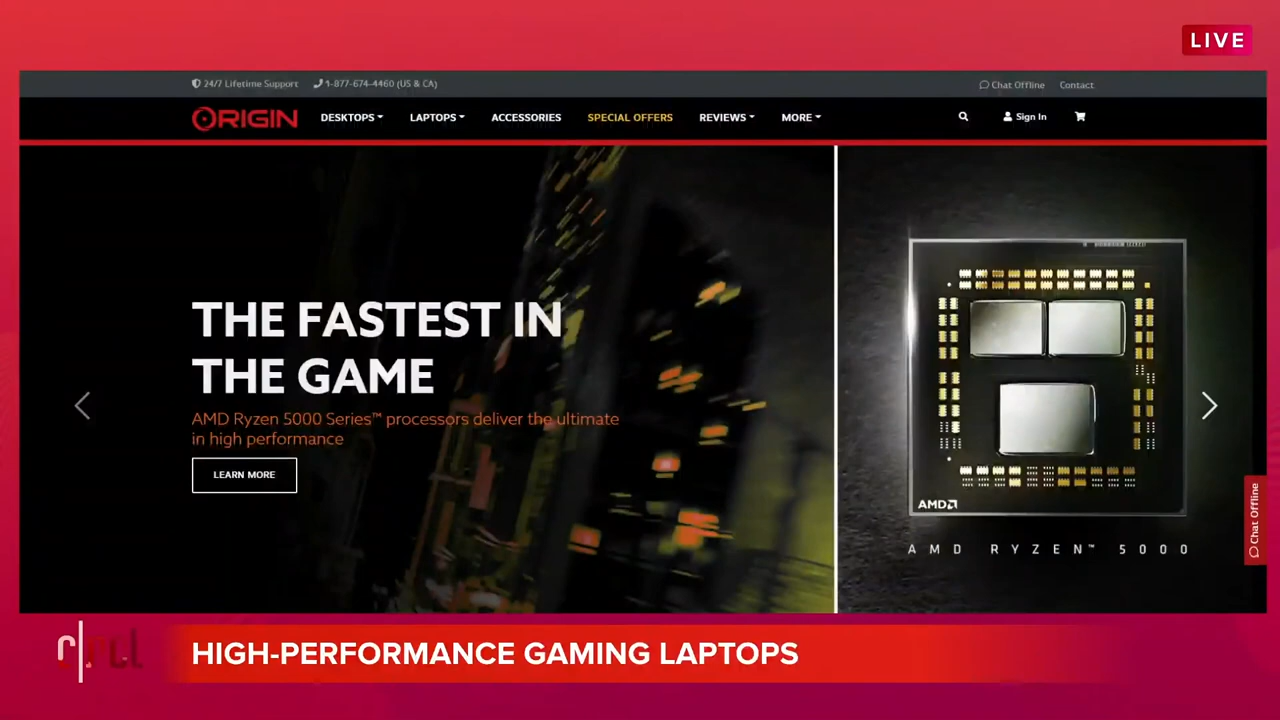 LIVE
24/7 Lifetime Support
1-877-674-4460 (US & CA)
Chat Offline
Contact
ORIGIN
DESKTOPS
LAPTOPS
ACCESSORIES
SPECIAL OFFERS
REVIEWS
MORE
Sign In
THE FASTEST IN
THE GAME
AMD Ryzen 5000 Series™ processors deliver the ultimate
in high performance
LEARN MORE
AMD
AMD RYZEN™ 5000
Chat Offline
HIGH-PERFORMANCE GAMING LAPTOPS